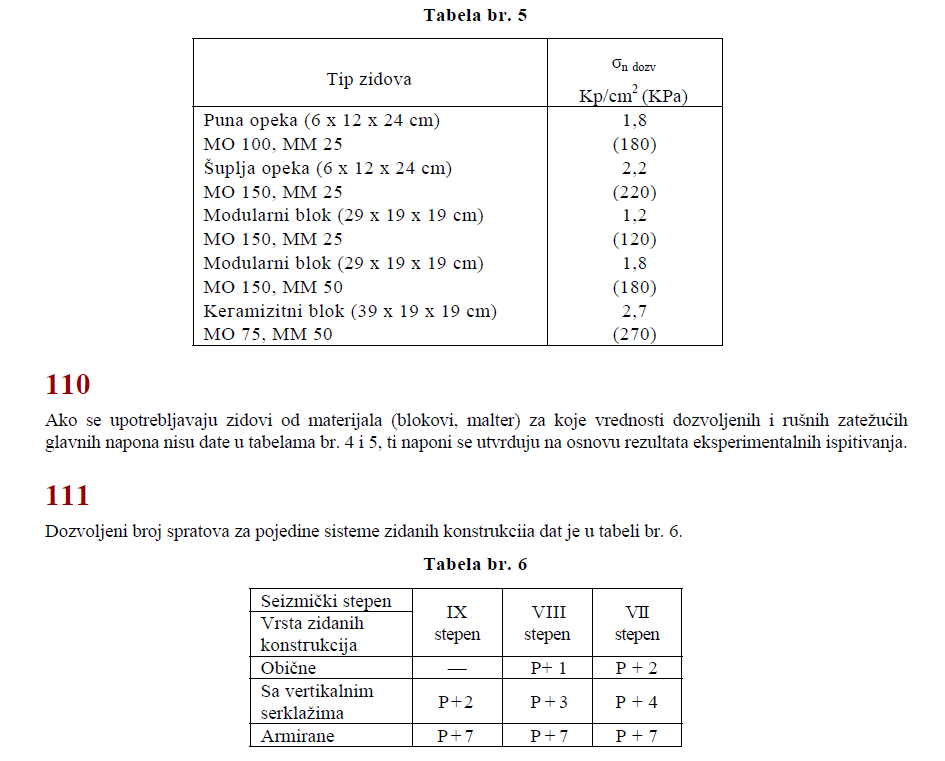 Tabela br. 5
Tip zidova
σn dozv
Kp/cm² (KPa)
Puna opeka (6 x 12 x 24 cm) 1,8
MO 100, MM 25 (180)
Šuplja opeka (6 x 12 x 24 cm) 2,2
MO 150, MM 25 (220)
Modularni blok (29 x 19 x 19 cm) 1,2
MO 150, MM 25 (120)
Modularni blok (29 x 19 x 19 cm) 1,8
MO 150, MM 50 (180)
Keramizitni blok (39 x 19 x 19 cm) 2,7
MO 75, MM 50 (270)
110
Ako se upotrebljavaju zidovi od materijala (blokovi, malter) za koje vrednosti dozvoljenih i rušnih zatežućih
glavnih napona nisu date u tabelama br. 4 i 5, ti naponi se utvrduju na osnovu rezultata eksperimentalnih ispitivanja.
111
Dozvoljeni broj spratova za pojedine sisteme zidanih konstrukciia dat je u tabeli br. 6.
Tabela br. 6
Seizmički stepen
Vrsta zidanih
konstrukcija
IX
stepen
VIII
stepen
VII
stepen
Obične — P+ 1 P + 2
Sa vertikalnim
serklažima
P+2 P+3 P + 4
Armirane P+7 P+7 P + 7